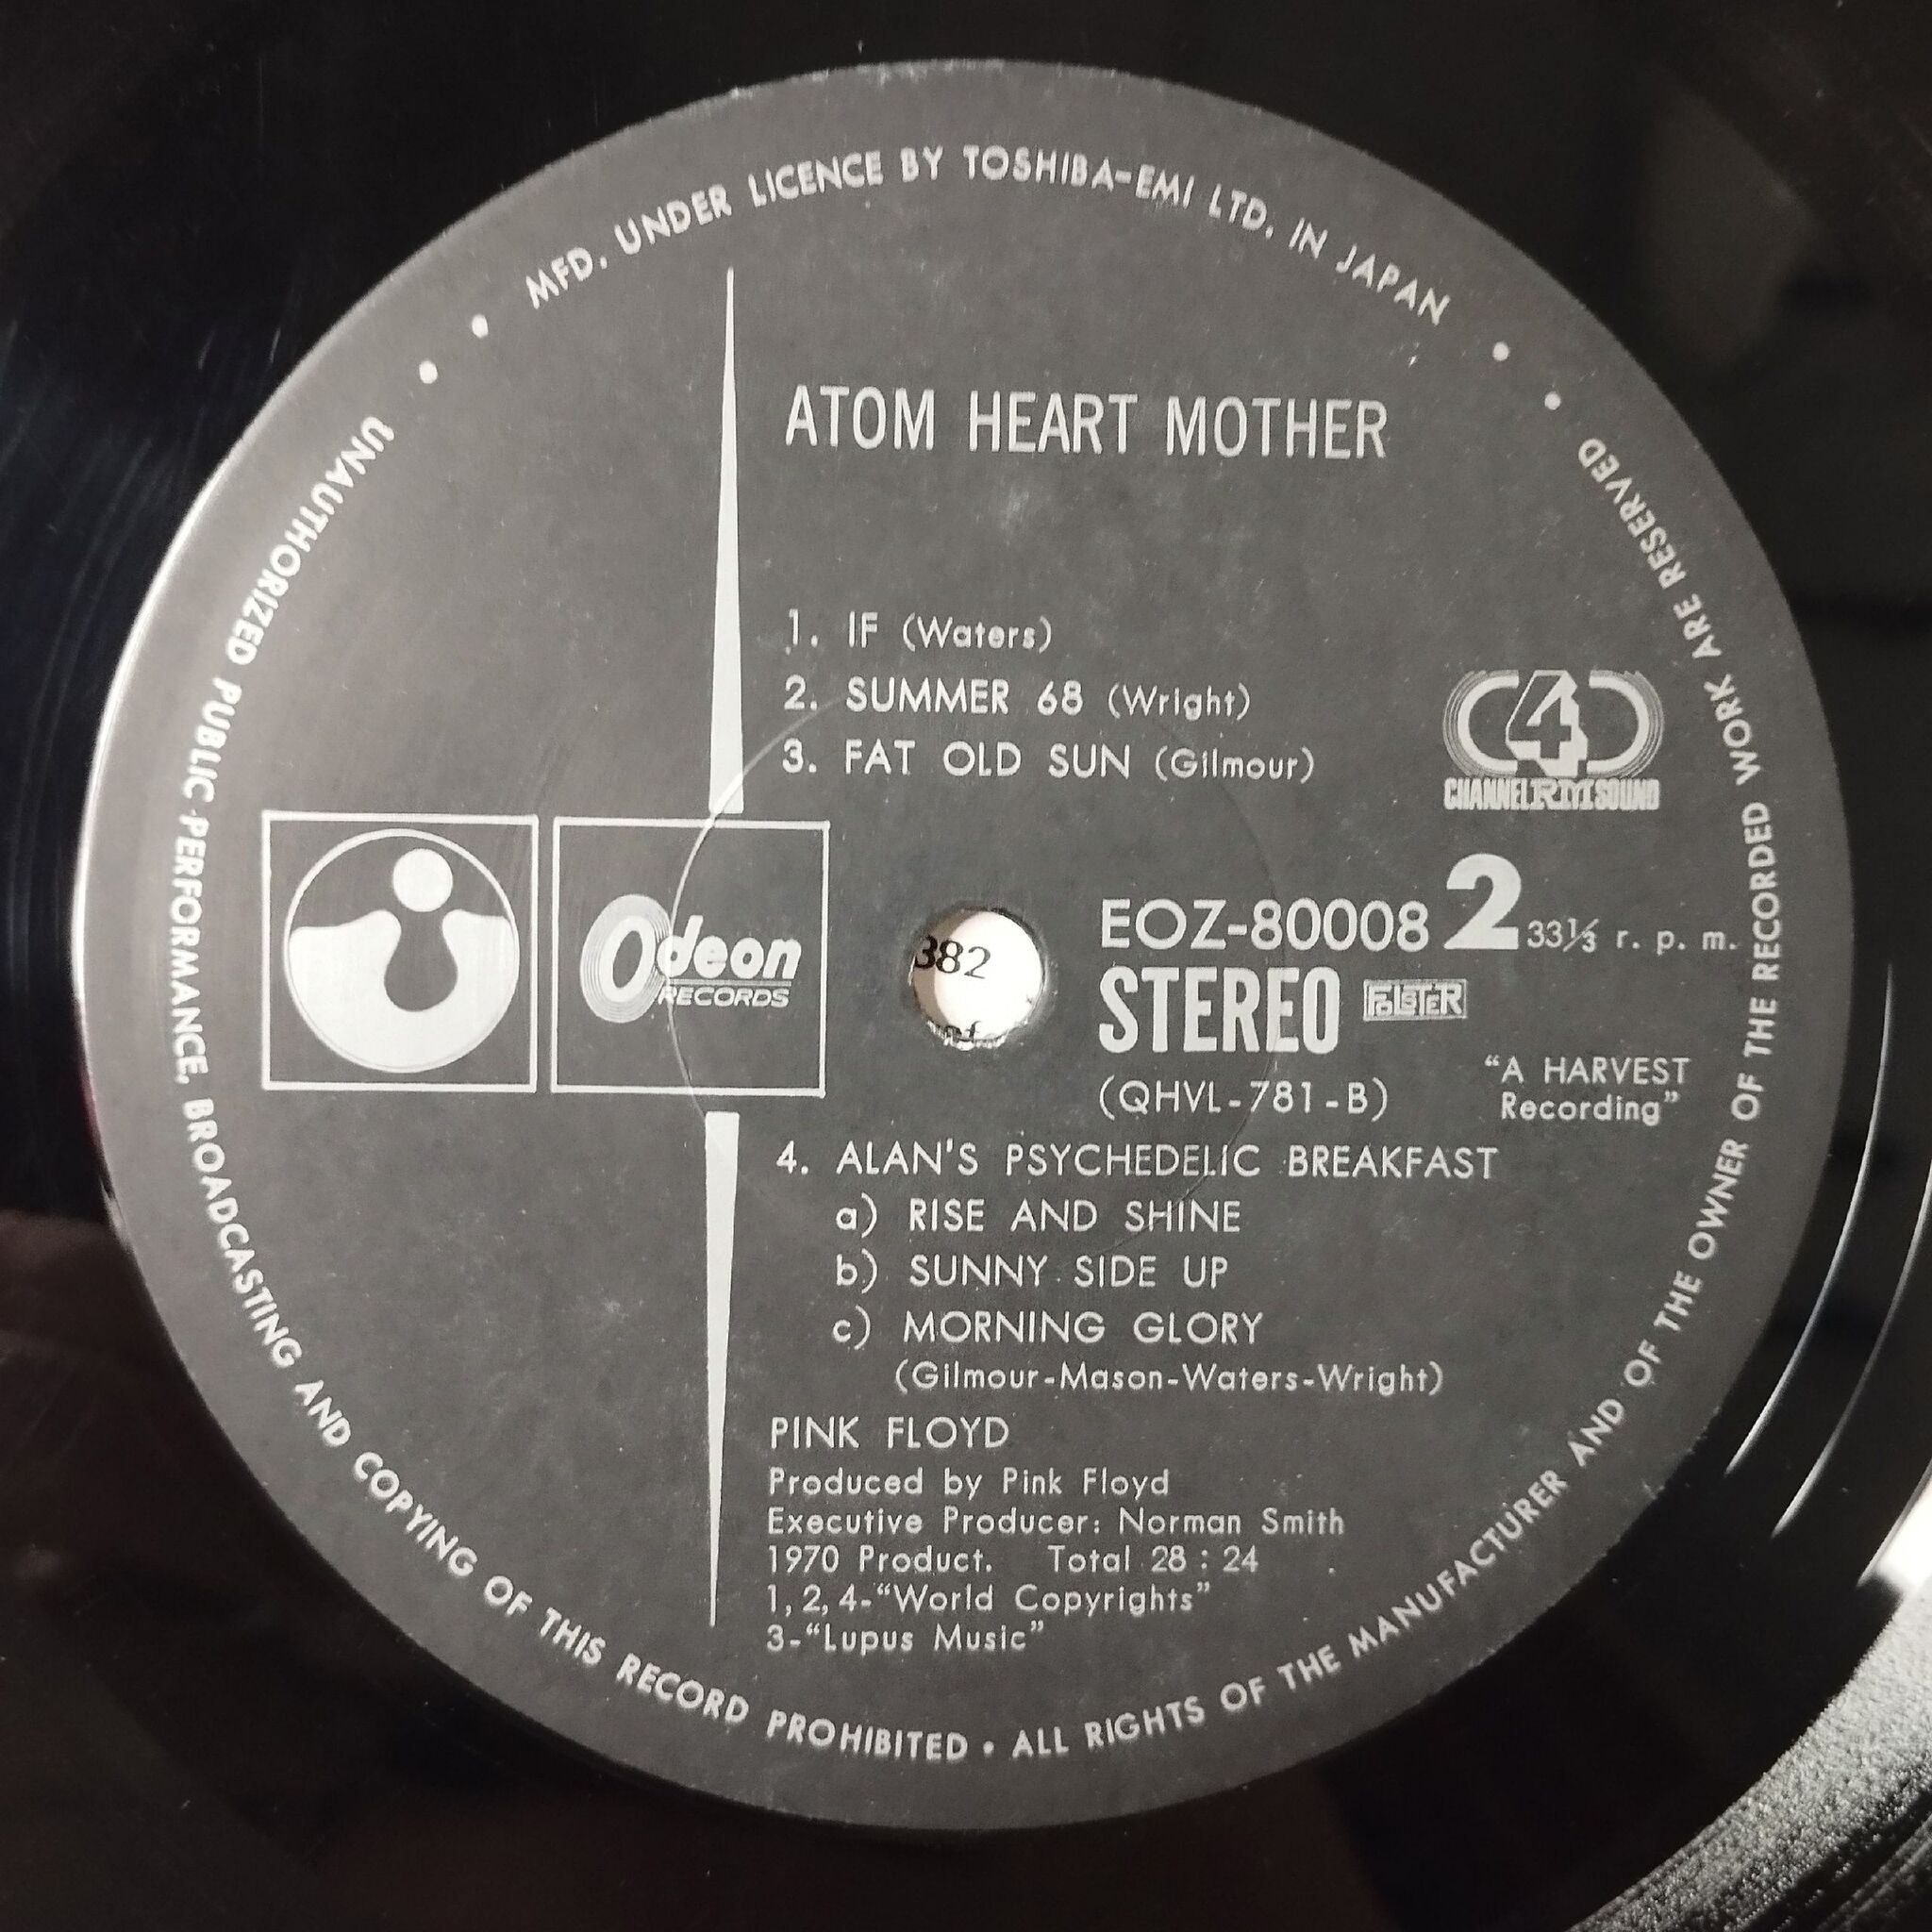 MFD. UNDER LICENCE BY TOSHIBA-EMI LTD. IN JAPAN
ATOM HEART MOTHER
1. IF (Waters)
2. SUMMER 68 (Wright)
3. FAT OLD SUN (Gilmour)
4
CHANNEL RM SOUND
Odeon
RECORDS
382
EOZ-80008 2 33⅓ r. p. m.
STEREO
(QHVL-781-B)
“A HARVEST
Recording”
4. ALAN'S PSYCHEDELIC BREAKFAST
a) RISE AND SHINE
b) SUNNY SIDE UP
c) MORNING GLORY
(Gilmour-Mason-Waters-Wright)
PINK FLOYD
Produced by Pink Floyd
Executive Producer: Norman Smith
1970 Product. Total 28 : 24
1, 2, 4-“World Copyrights”
3-“Lupus Music”
UNAUTHORIZED PUBLIC PERFORMANCE, BROADCASTING AND COPYING OF THIS RECORD PROHIBITED • ALL RIGHTS OF THE MANUFACTURER AND OF THE OWNER OF THE RECORDED WORK ARE RESERVED